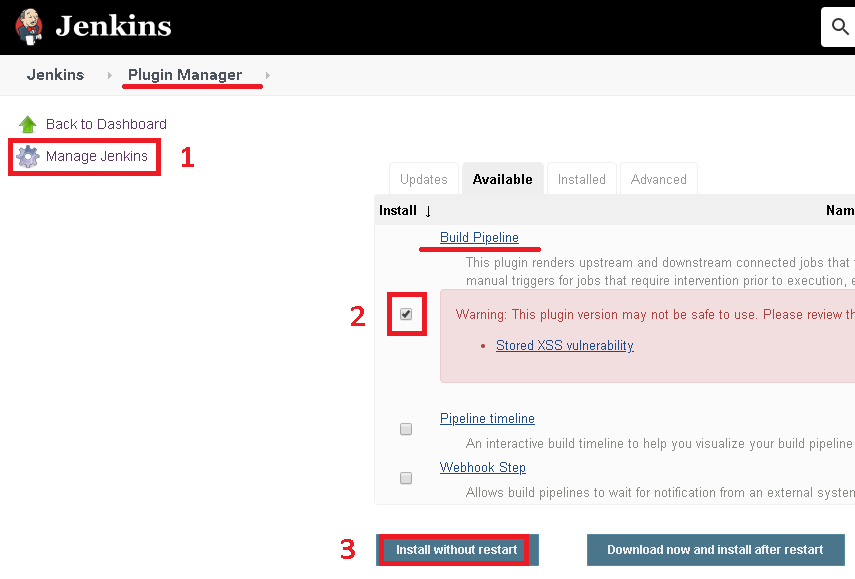 Jenkins
Jenkins Plugin Manager
Back to Dashboard
Manage Jenkins 1
Updates Available Installed Advanced
Install ↓ Nam
Build Pipeline
This plugin renders upstream and downstream connected jobs that
manual triggers for jobs that require intervention prior to execution,
2 Warning: This plugin version may not be safe to use. Please review
• Stored XSS vulnerability
Pipeline timeline
An interactive build timeline to help you visualize your build pipeline
Webhook Step
Allows build pipelines to wait for notification from an external system
3 Install without restart Download now and install after restart